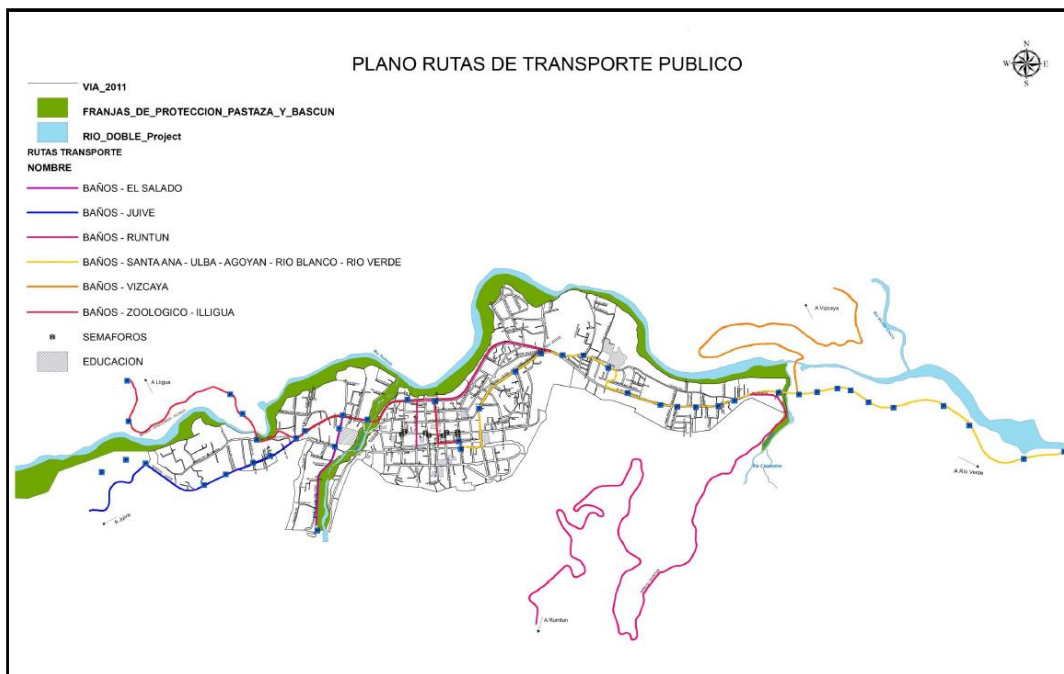 PLANO RUTAS DE TRANSPORTE PUBLICO
N
W E
S
VIA_2011
FRANJAS_DE_PROTECCION_PASTAZA_Y_BASCUN
RIO_DOBLE_Project
RUTAS TRANSPORTE
NOMBRE
BAÑOS - EL SALADO
BAÑOS - JUIVE
BAÑOS - RUNTUN
BAÑOS - SANTA ANA - ULBA - AGOYAN - RIO BLANCO - RIO VERDE
BAÑOS - VIZCAYA
BAÑOS - ZOOLOGICO - ILLIGUA
SEMAFOROS
EDUCACION
A Vizcaya
A Ligua
A Rio Verde
A Juive
A Runtun